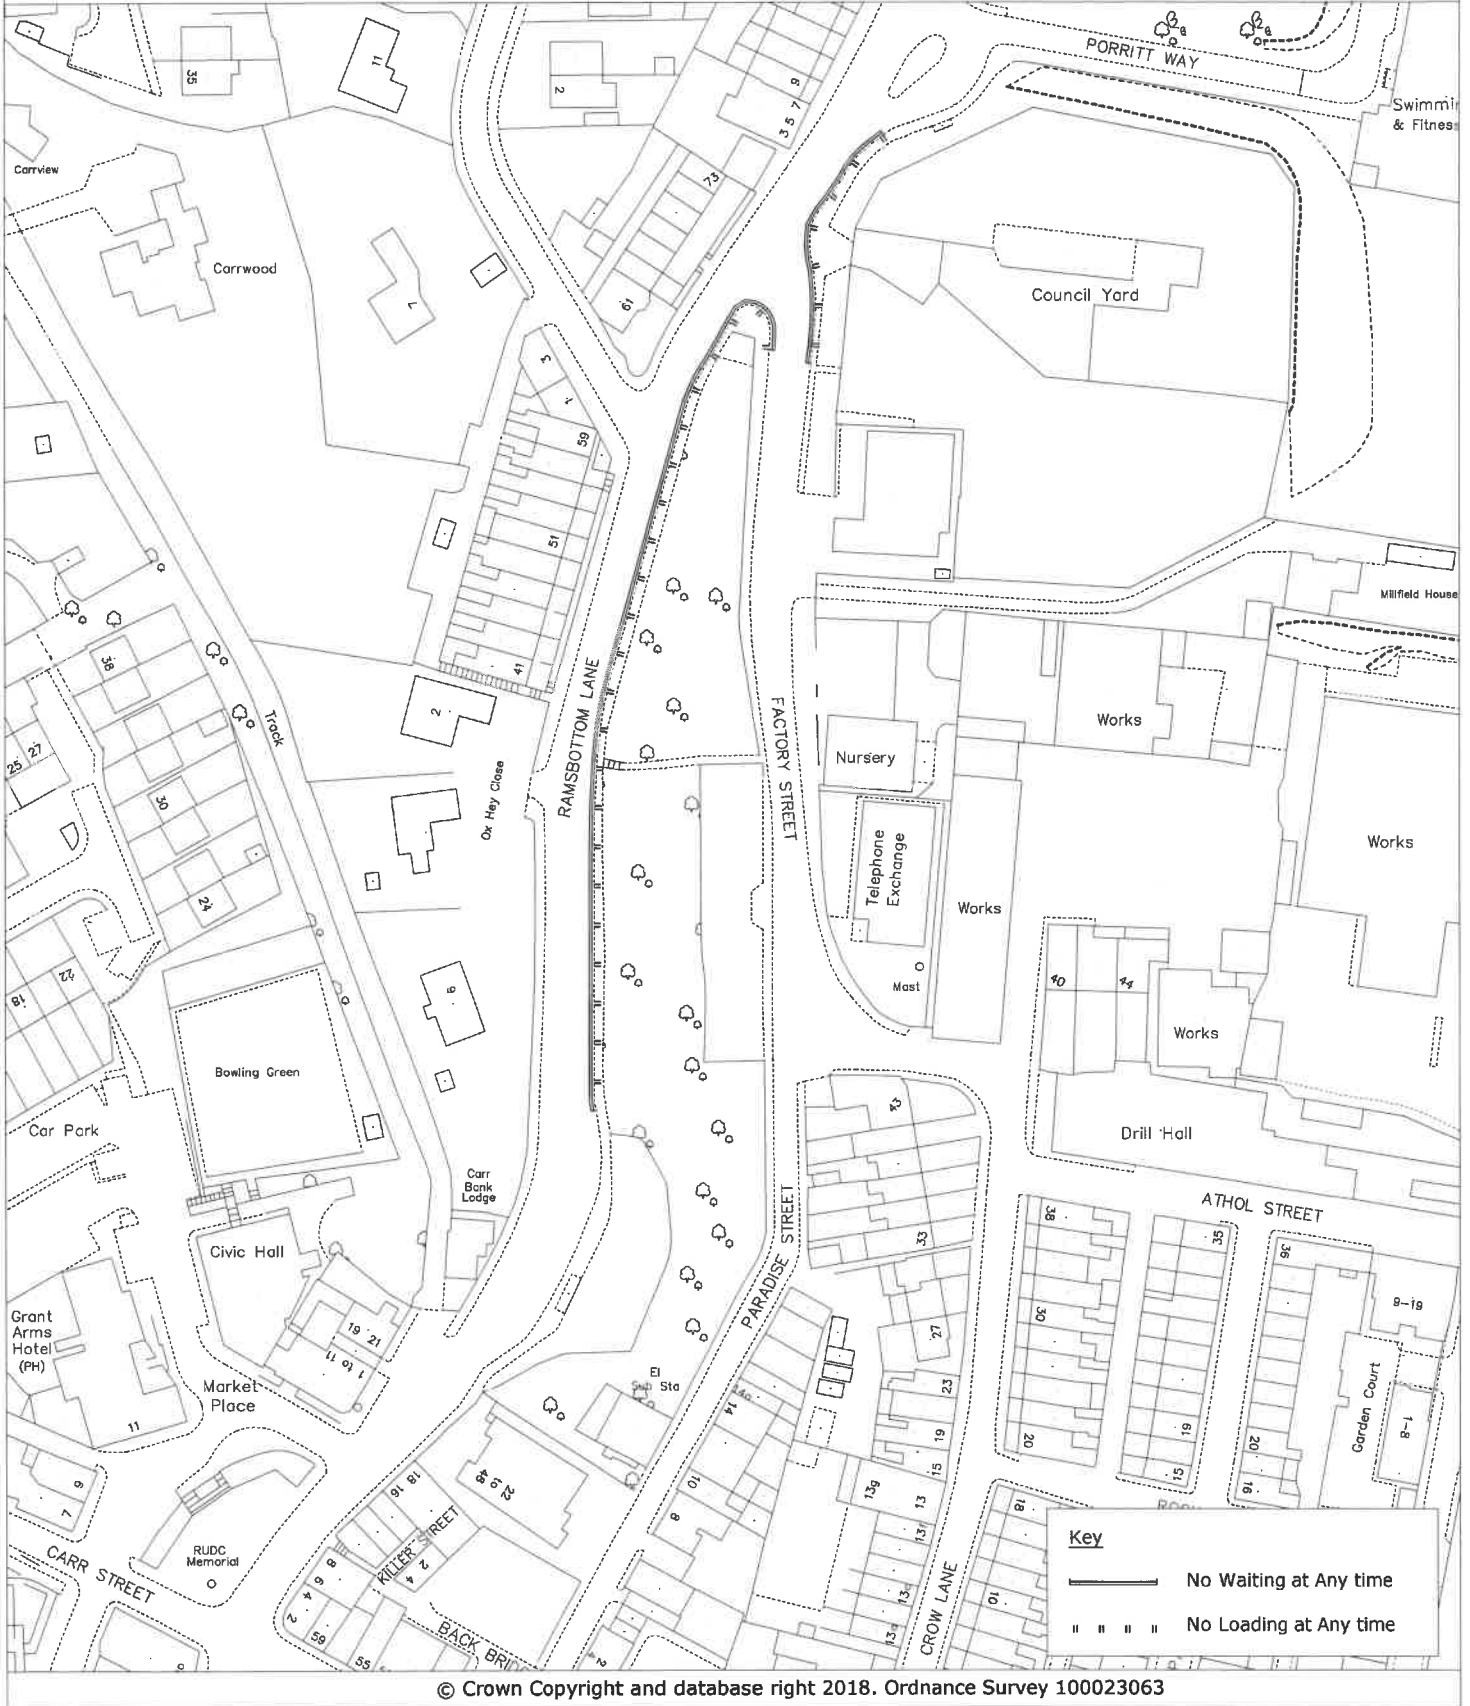 PORRITT WAY
35
11
2
9
7
5
3
Carrview
73
Carrwood
7
61
Council Yard
3
1
59
51
41
Millfield House
38
Track
2
RAMSBOTTOM LANE
FACTORY STREET
Works
Nursery
25
27
30
Ox Hey Close
Telephone
Exchange
Works
Works
24
22
18
9
Mast
40
44
Works
Bowling Green
43
Car Park
Drill Hall
Carr
Bank
Lodge
PARADISE STREET
ATHOL STREET
Civic Hall
33
38
35
36
Grant
Arms
Hotel
(PH)
19
21
1 to 11
27
30
9-19
El
Sub Sta
Market
Place
14a
14
23
Garden Court
1-8
11
19
20
19
20
15
15
16
18
16
48
22
10
8
13g
13
13f
18
6
7
KILLER STREET
2
4
RUDC
Memorial
CARR STREET
8
6
4
2
59
55
BACK BRID
CROW LANE
10
Key
No Waiting at Any time
No Loading at Any time
© Crown Copyright and database right 2018. Ordnance Survey 100023063